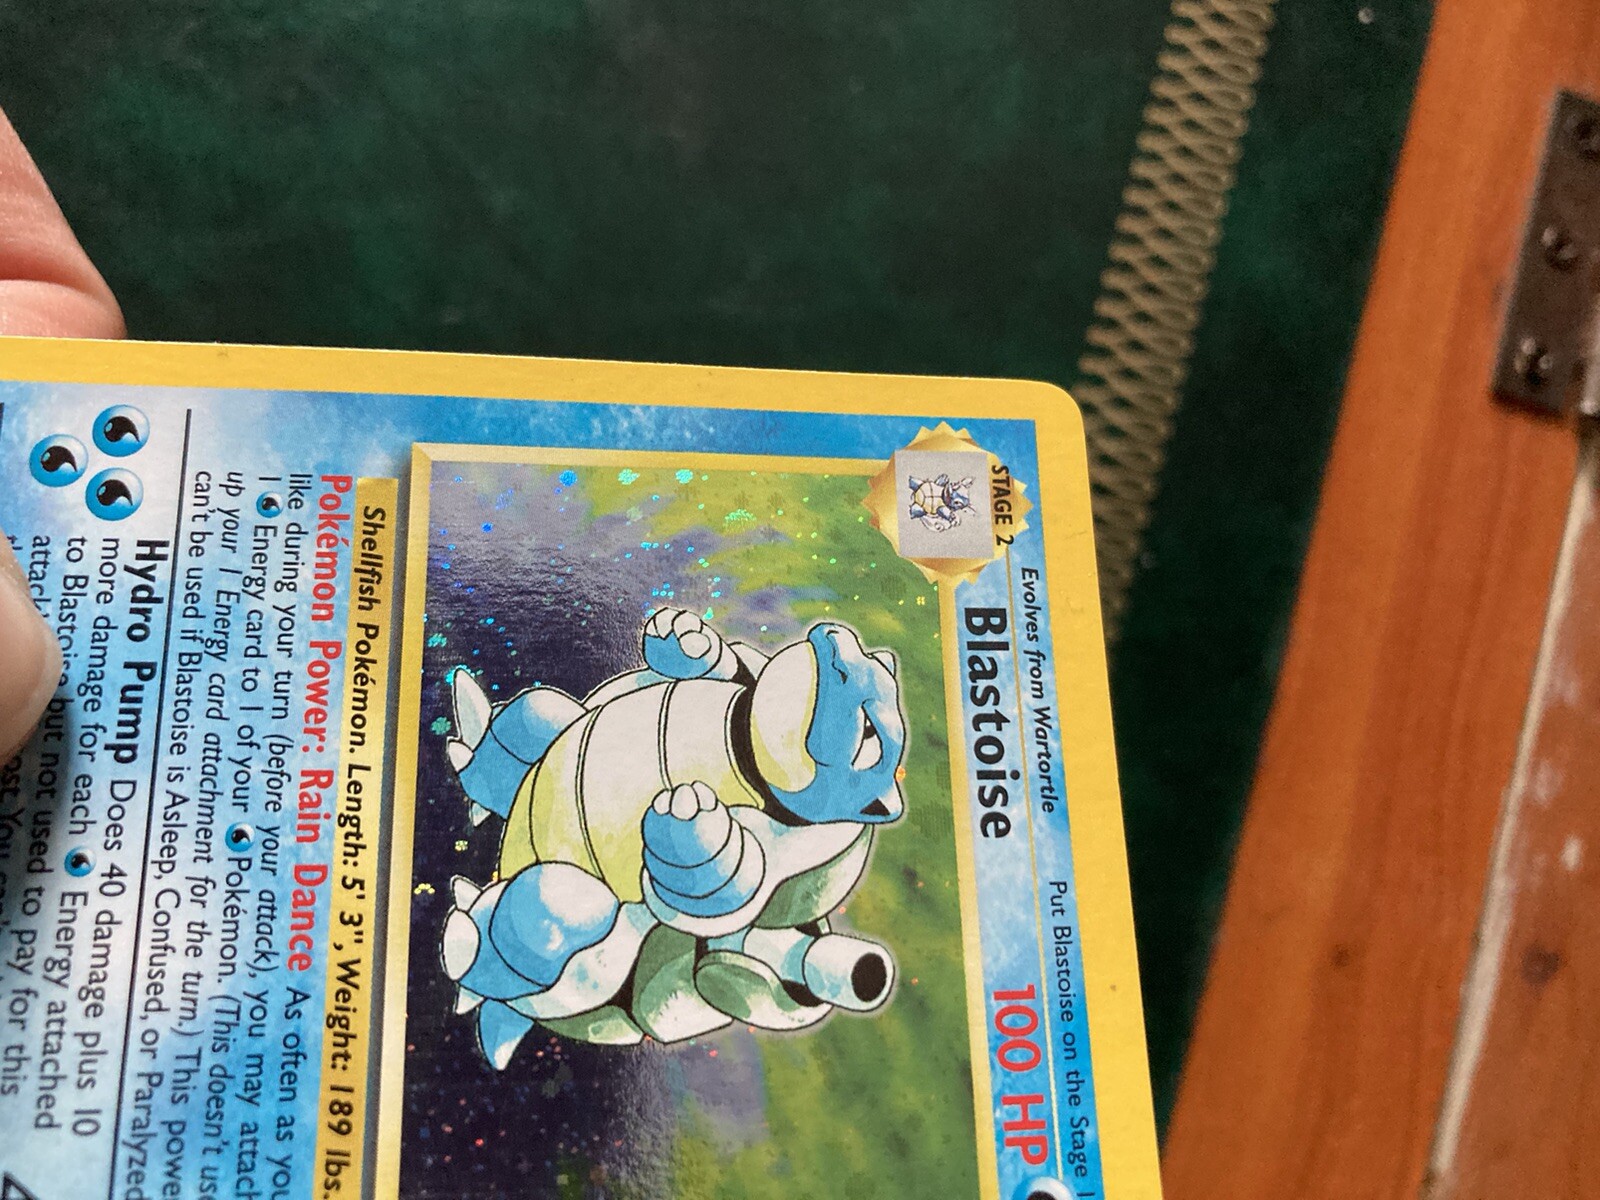 Evolves from Wartortle Put Blastoise on the Stage 1
STAGE 2
Blastoise 100 HP
Shellfish Pokémon. Length: 5' 3", Weight: 189 lbs.
Pokémon Power: Rain Dance As often as you
like during your turn (before your attack), you may attach
1 Energy card to 1 of your Pokémon. (This doesn't use
up your 1 Energy card attachment for the turn.) This power
can't be used if Blastoise is Asleep, Confused, or Paralyzed
Hydro Pump Does 40 damage plus 10
more damage for each Energy attached
to Blastoise but not used to pay for this